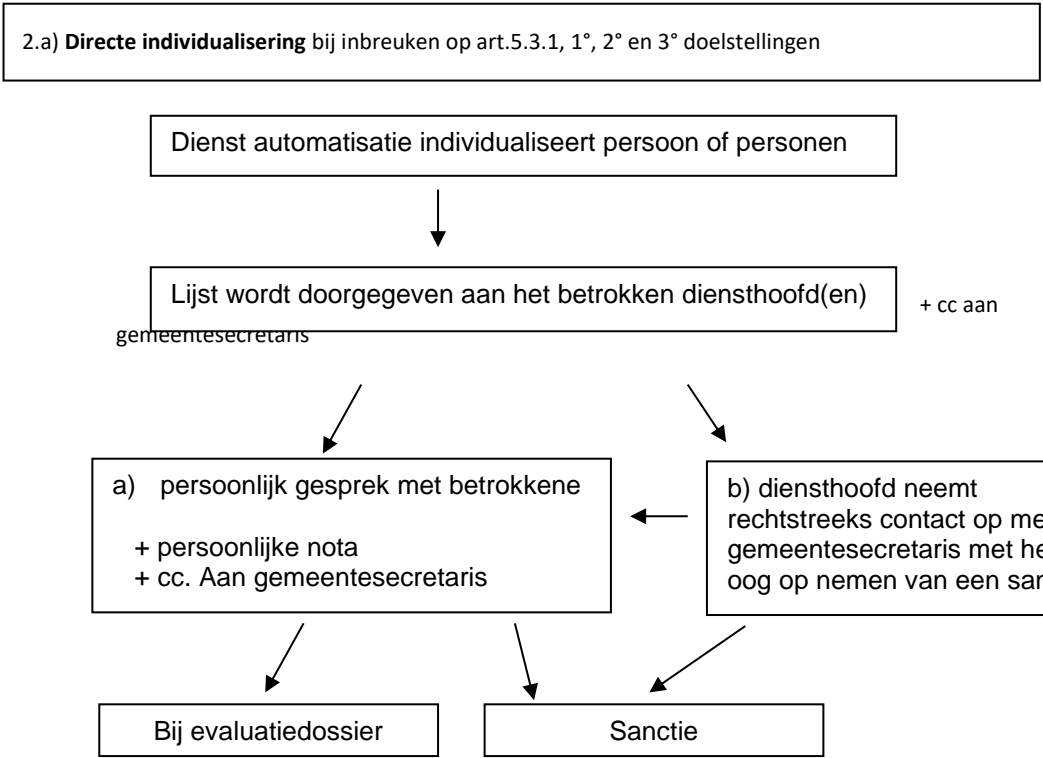 2.a) Directe individualisering bij inbreuken op art.5.3.1, 1°, 2° en 3° doelstellingen
Dienst automatisatie individualiseert persoon of personen
Lijst wordt doorgegeven aan het betrokken diensthoofd(en)
+ cc aan
gemeentesecretaris
a) persoonlijk gesprek met betrokkene
+ persoonlijke nota
+ cc. Aan gemeentesecretaris
b) diensthoofd neemt
rechtstreeks contact op
gemeentesecretaris met
oog op nemen van een
Bij evaluatiedossier
Sanctie